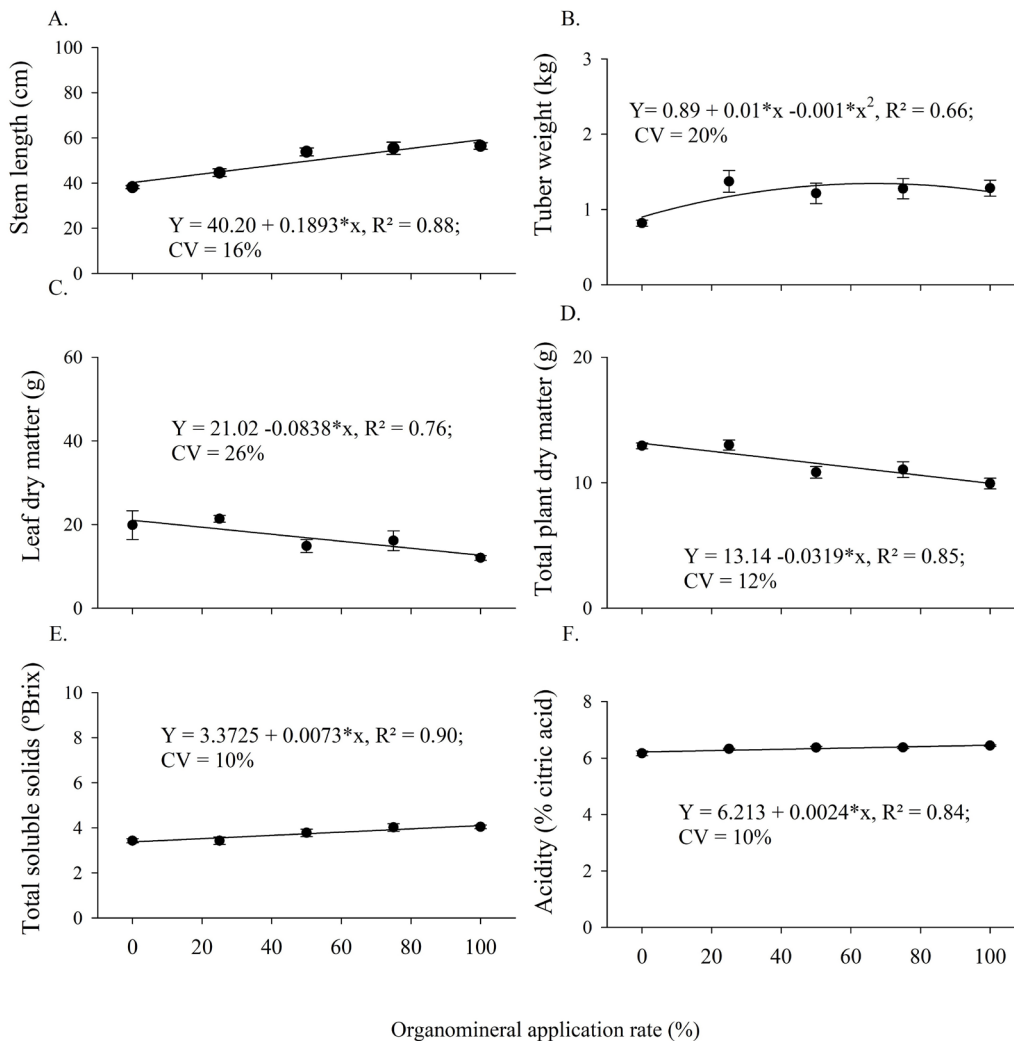 A.
Stem length (cm)
100
80
60
40
20
0
Y = 40.20 + 0.1893*x, R² = 0.88;
CV = 16%
B.
Tuber weight (kg)
3
2
1
0
Y= 0.89 + 0.01*x -0.001*x², R² = 0.66;
CV = 20%
C.
Leaf dry matter (g)
60
40
20
0
Y = 21.02 -0.0838*x, R² = 0.76;
CV = 26%
D.
Total plant dry matter (g)
20
10
0
Y = 13.14 -0.0319*x, R² = 0.85;
CV = 12%
E.
Total soluble solids (ºBrix)
10
8
6
4
2
0
Y = 3.3725 + 0.0073*x, R² = 0.90;
CV = 10%
0 20 40 60 80 100
F.
Acidity (% citric acid)
8
6
4
2
0
Y = 6.213 + 0.0024*x, R² = 0.84;
CV = 10%
0 20 40 60 80 100
Organomineral application rate (%)